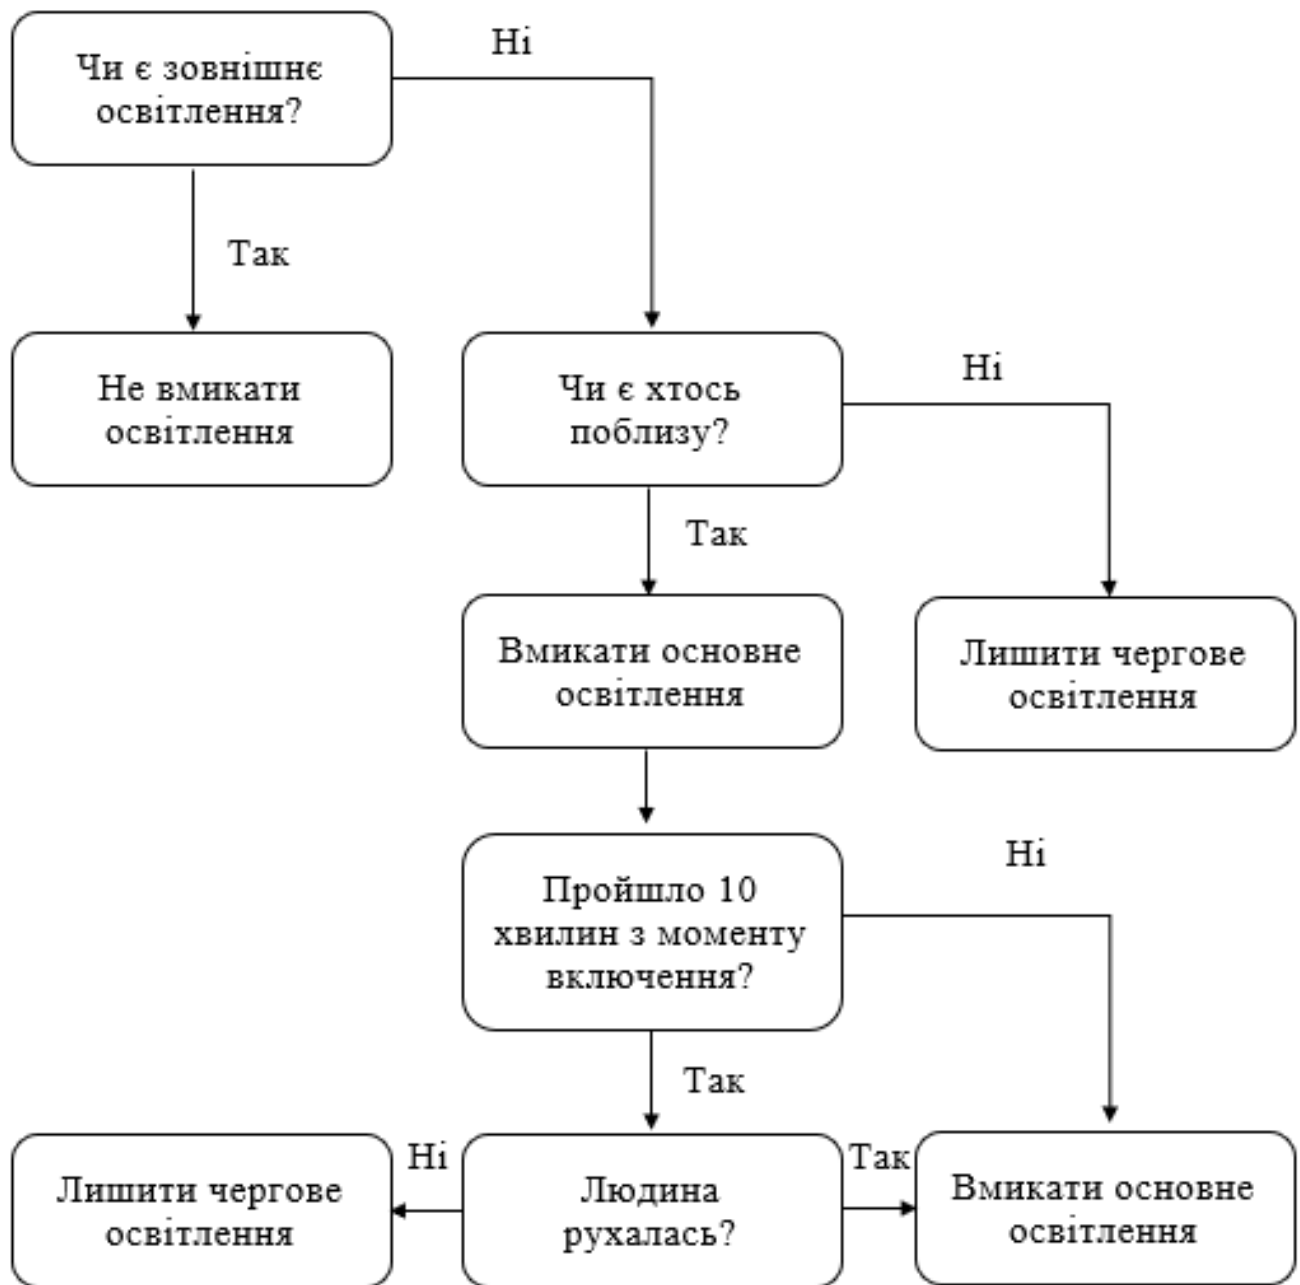 Чи є зовнішнє
освітлення?
Ні
Так
Не вмикати
освітлення
Чи є хтось
поблизу?
Ні
Так
Вмикати основне
освітлення
Лишити чергове
освітлення
Пройшло 10
хвилин з моменту
включення?
Ні
Так
Лишити чергове
освітлення
Ні
Людина
рухалась?
Так
Вмикати основне
освітлення